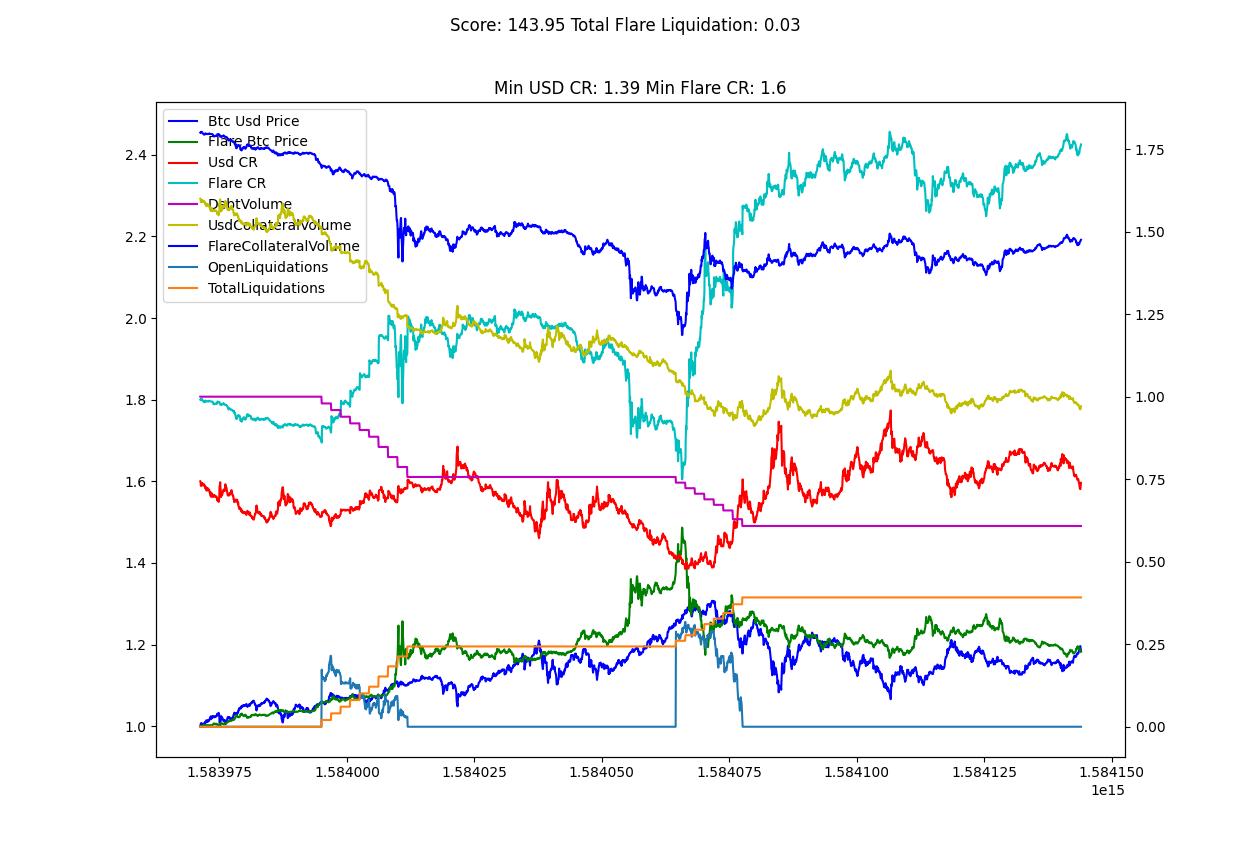 Score: 143.95 Total Flare Liquidation: 0.03
Min USD CR: 1.39 Min Flare CR: 1.6
Btc Usd Price
Flare Btc Price
Usd CR
Flare CR
DebtVolume
UsdCollateralVolume
FlareCollateralVolume
OpenLiquidations
TotalLiquidations
2.4
2.2
2.0
1.8
1.6
1.4
1.2
1.0
1.75
1.50
1.25
1.00
0.75
0.50
0.25
0.00
1.583975 1.584000 1.584025 1.584050 1.584075 1.584100 1.584125 1.584150
1e15